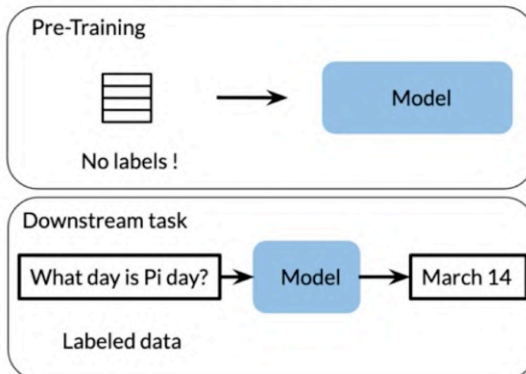 Pre-Training
Model
No labels !
Downstream task
What day is Pi day?
Model
March 14
Labeled data